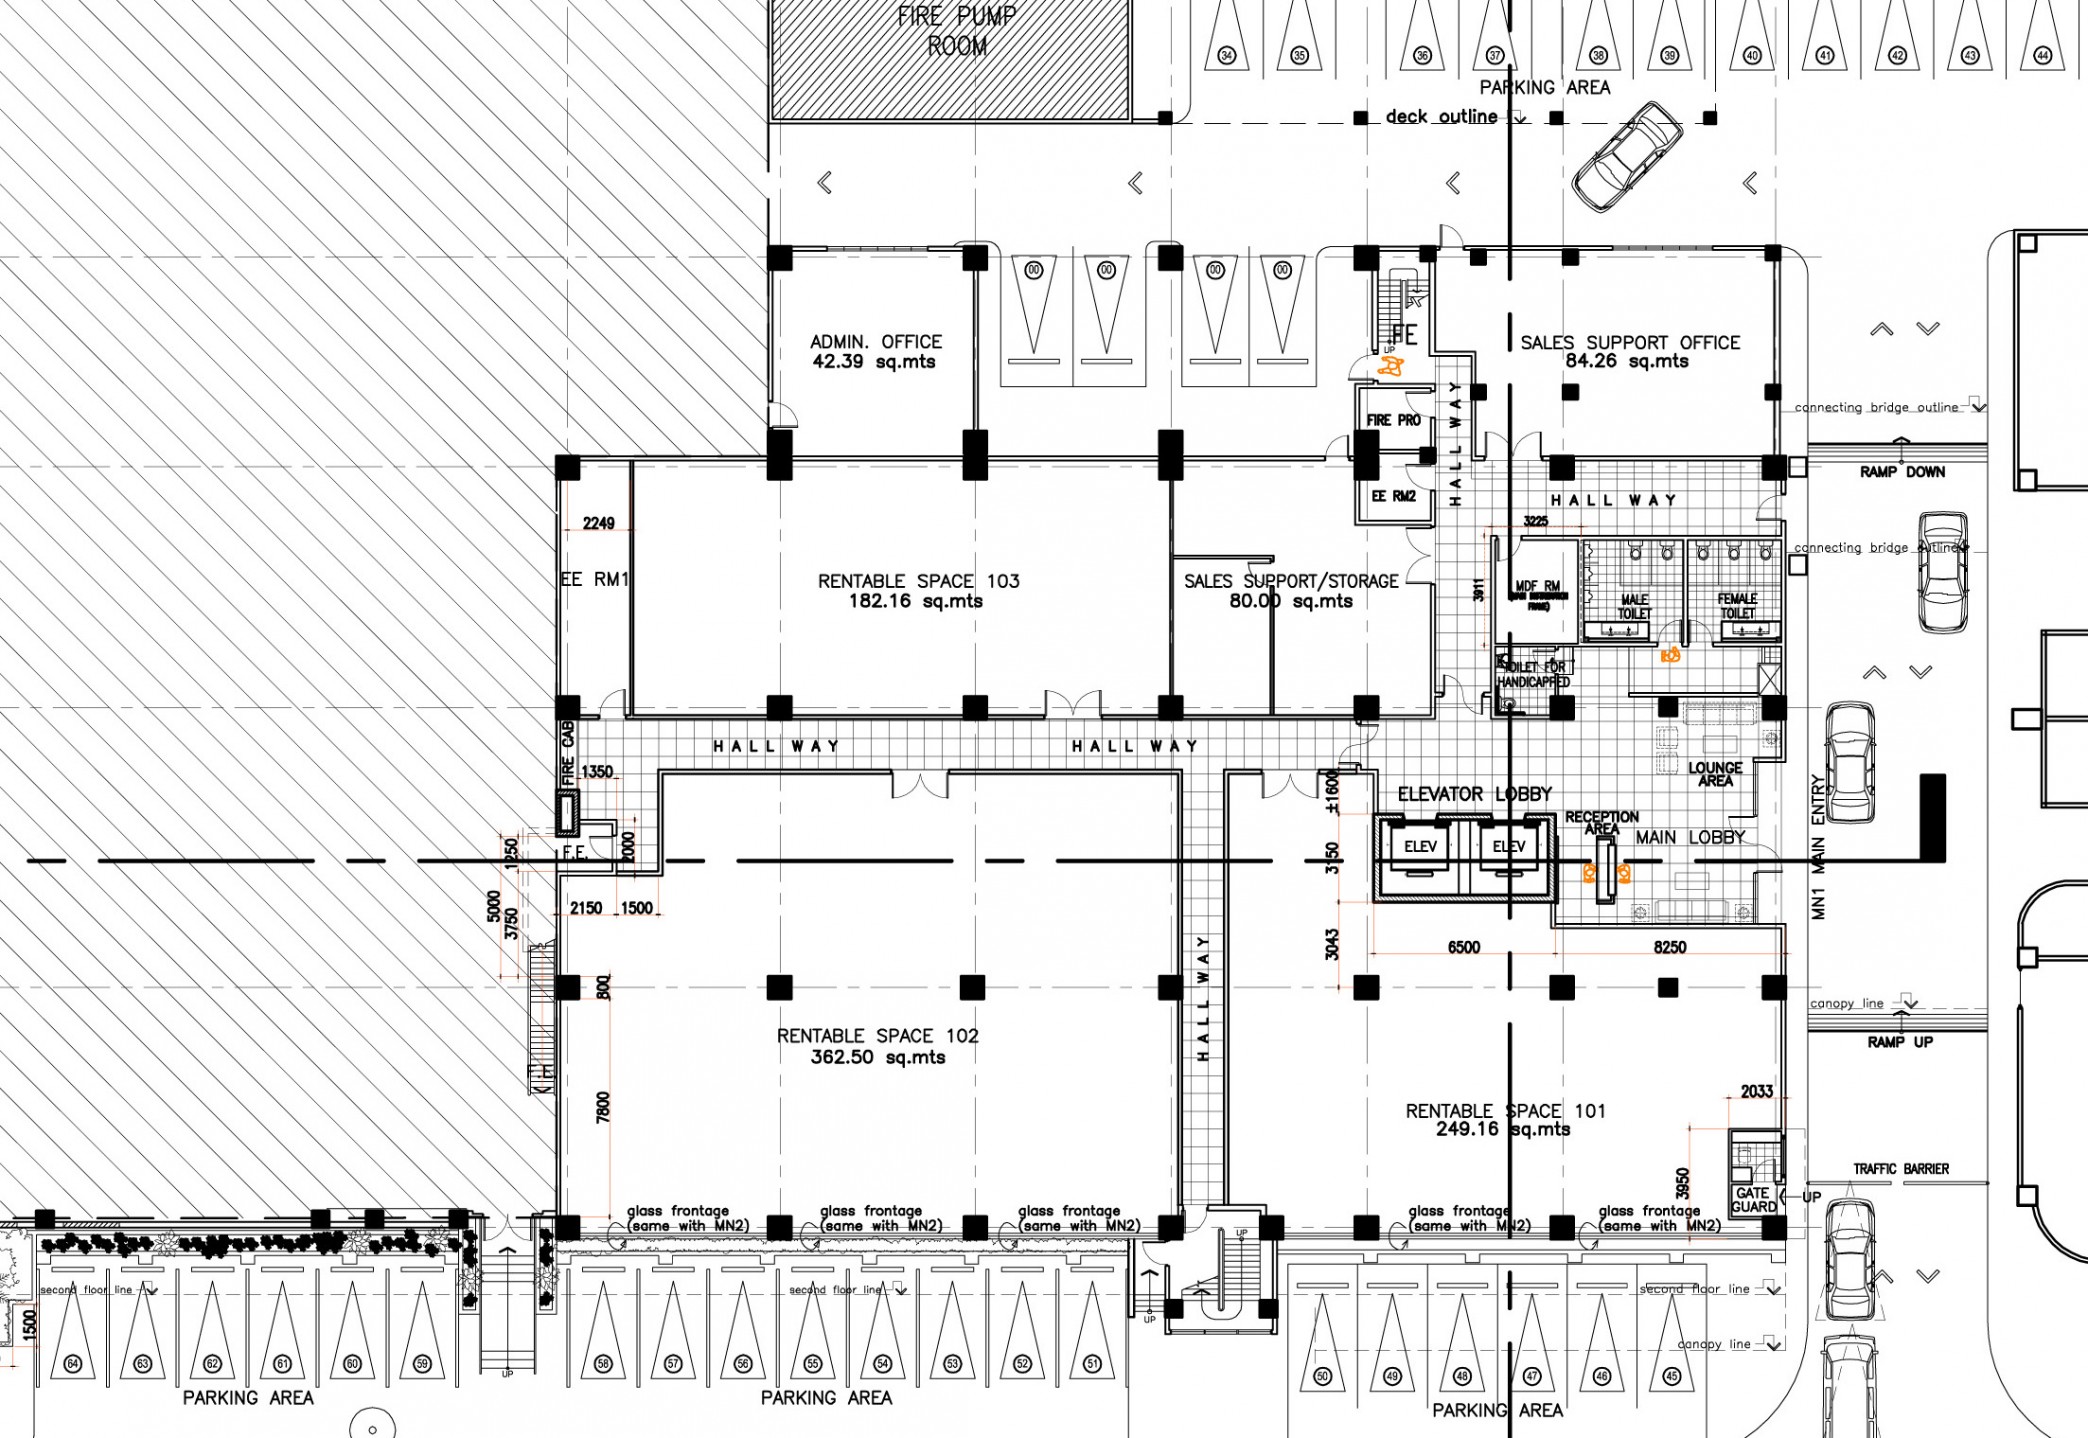 FIRE PUMP
ROOM
34
35
36
37
38
39
40
41
42
43
44
PARKING AREA
deck outline
00
00
00
00
ADMIN. OFFICE
42.39 sq.mts
FE
UP
SALES SUPPORT OFFICE
84.26 sq.mts
FIRE PRO
HALL WAY
connecting bridge outline
RAMP DOWN
EE RM2
HALL WAY
2249
3225
connecting bridge outline
EE RM1
RENTABLE SPACE 103
182.16 sq.mts
SALES SUPPORT/STORAGE
80.00 sq.mts
3911
MDF RM
(MAIN DISTRIBUTION
FRAME)
MALE
TOILET
FEMALE
TOILET
TOILET FOR
HANDICAPPED
HALL WAY
HALL WAY
FIRE CAB
1350
LOUNGE
AREA
±1600
ELEVATOR LOBBY
RECEPTION
AREA
MAIN LOBBY
MN1 MAIN ENTRY
ELEV
ELEV
F.E.
1250
2000
3150
5000
3750
2150
1500
HALL WAY
3043
6500
8250
800
canopy line
RAMP UP
RENTABLE SPACE 102
362.50 sq.mts
F.E.
7800
RENTABLE SPACE 101
249.16 sq.mts
2033
3950
TRAFFIC BARRIER
GATE
GUARD
UP
glass frontage
(same with MN2)
glass frontage
(same with MN2)
glass frontage
(same with MN2)
glass frontage
(same with MN2)
glass frontage
(same with MN2)
UP
second floor line
second floor line
second floor line
1500
UP
canopy line
64
63
62
61
60
59
UP
58
57
56
55
54
53
52
51
50
49
48
47
46
45
PARKING AREA
PARKING AREA
PARKING AREA